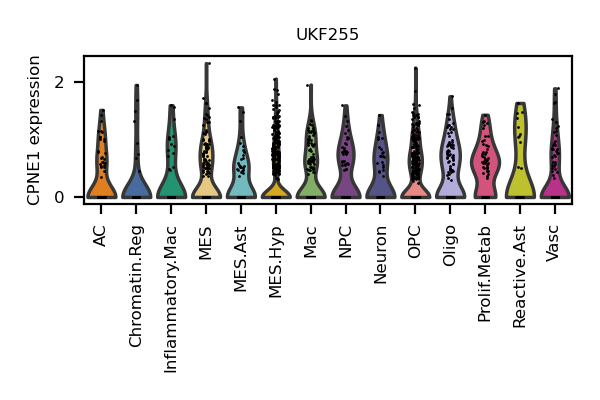 UKF255
CPNE1 expression
2
0
AC
Chromatin.Reg
Inflammatory.Mac
MES
MES.Ast
MES.Hyp
Mac
NPC
Neuron
OPC
Oligo
Prolif.Metab
Reactive.Ast
Vasc